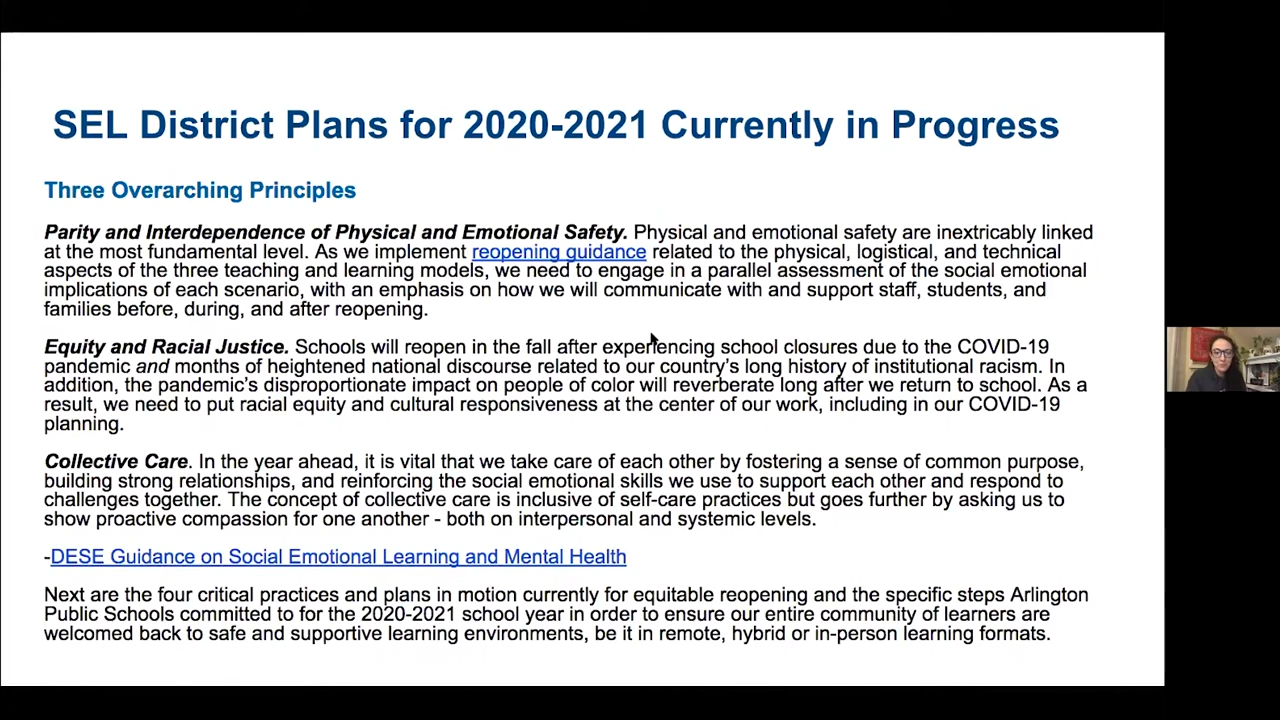 SEL District Plans for 2020-2021 Currently in Progress
Three Overarching Principles
Parity and Interdependence of Physical and Emotional Safety. Physical and emotional safety are inextricably linked
at the most fundamental level. As we implement reopening guidance related to the physical, logistical, and technical
aspects of the three teaching and learning models, we need to engage in a parallel assessment of the social emotional
implications of each scenario, with an emphasis on how we will communicate with and support staff, students, and
families before, during, and after reopening.
Equity and Racial Justice. Schools will reopen in the fall after experiencing school closures due to the COVID-19
pandemic and months of heightened national discourse related to our country's long history of institutional racism. In
addition, the pandemic's disproportionate impact on people of color will reverberate long after we return to school. As a
result, we need to put racial equity and cultural responsiveness at the center of our work, including in our COVID-19
planning.
Collective Care. In the year ahead, it is vital that we take care of each other by fostering a sense of common purpose,
building strong relationships, and reinforcing the social emotional skills we use to support each other and respond to
challenges together. The concept of collective care is inclusive of self-care practices but goes further by asking us to
show proactive compassion for one another - both on interpersonal and systemic levels.
-DESE Guidance on Social Emotional Learning and Mental Health
Next are the four critical practices and plans in motion currently for equitable reopening and the specific steps Arlington
Public Schools committed to for the 2020-2021 school year in order to ensure our entire community of learners are
welcomed back to safe and supportive learning environments, be it in remote, hybrid or in-person learning formats.